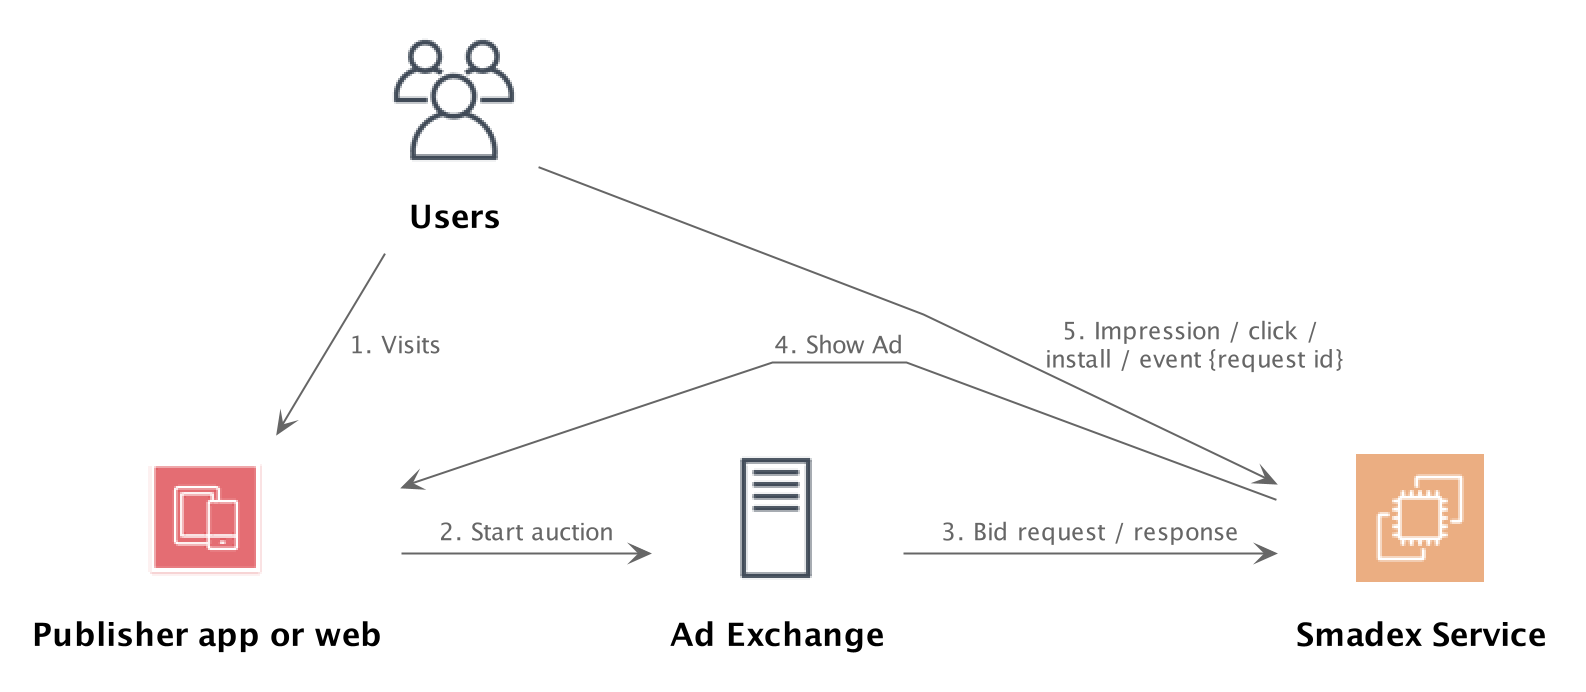 Users
1. Visits
4. Show Ad
5. Impression / click /
install / event {request id}
2. Start auction
3. Bid request / response
Publisher app or web
Ad Exchange
Smadex Service